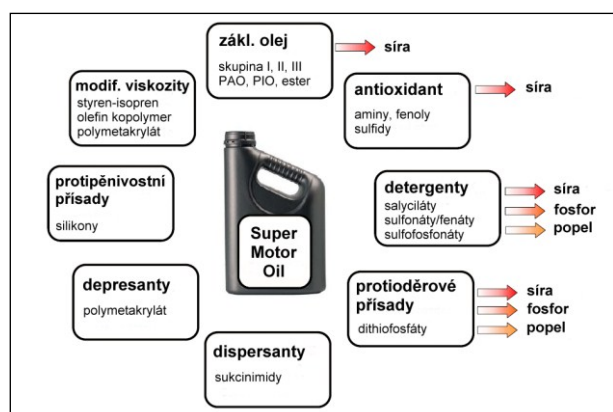 zákl. olej
skupina I, II, III
PAO, PIO, ester
síra
antioxidant
aminy, fenoly
sulfidy
síra
detergenty
salyciláty
sulfonáty/fenáty
sulfofosfonáty
síra
fosfor
popel
protioděrové
přísady
dithiofosfáty
síra
fosfor
popel
dispersanty
sukcinimidy
depresanty
polymetakrylát
protipěnivostní
přísady
silikony
modif. viskozity
styren-isopren
olefin kopolymer
polymetakrylát
Super
Motor
Oil